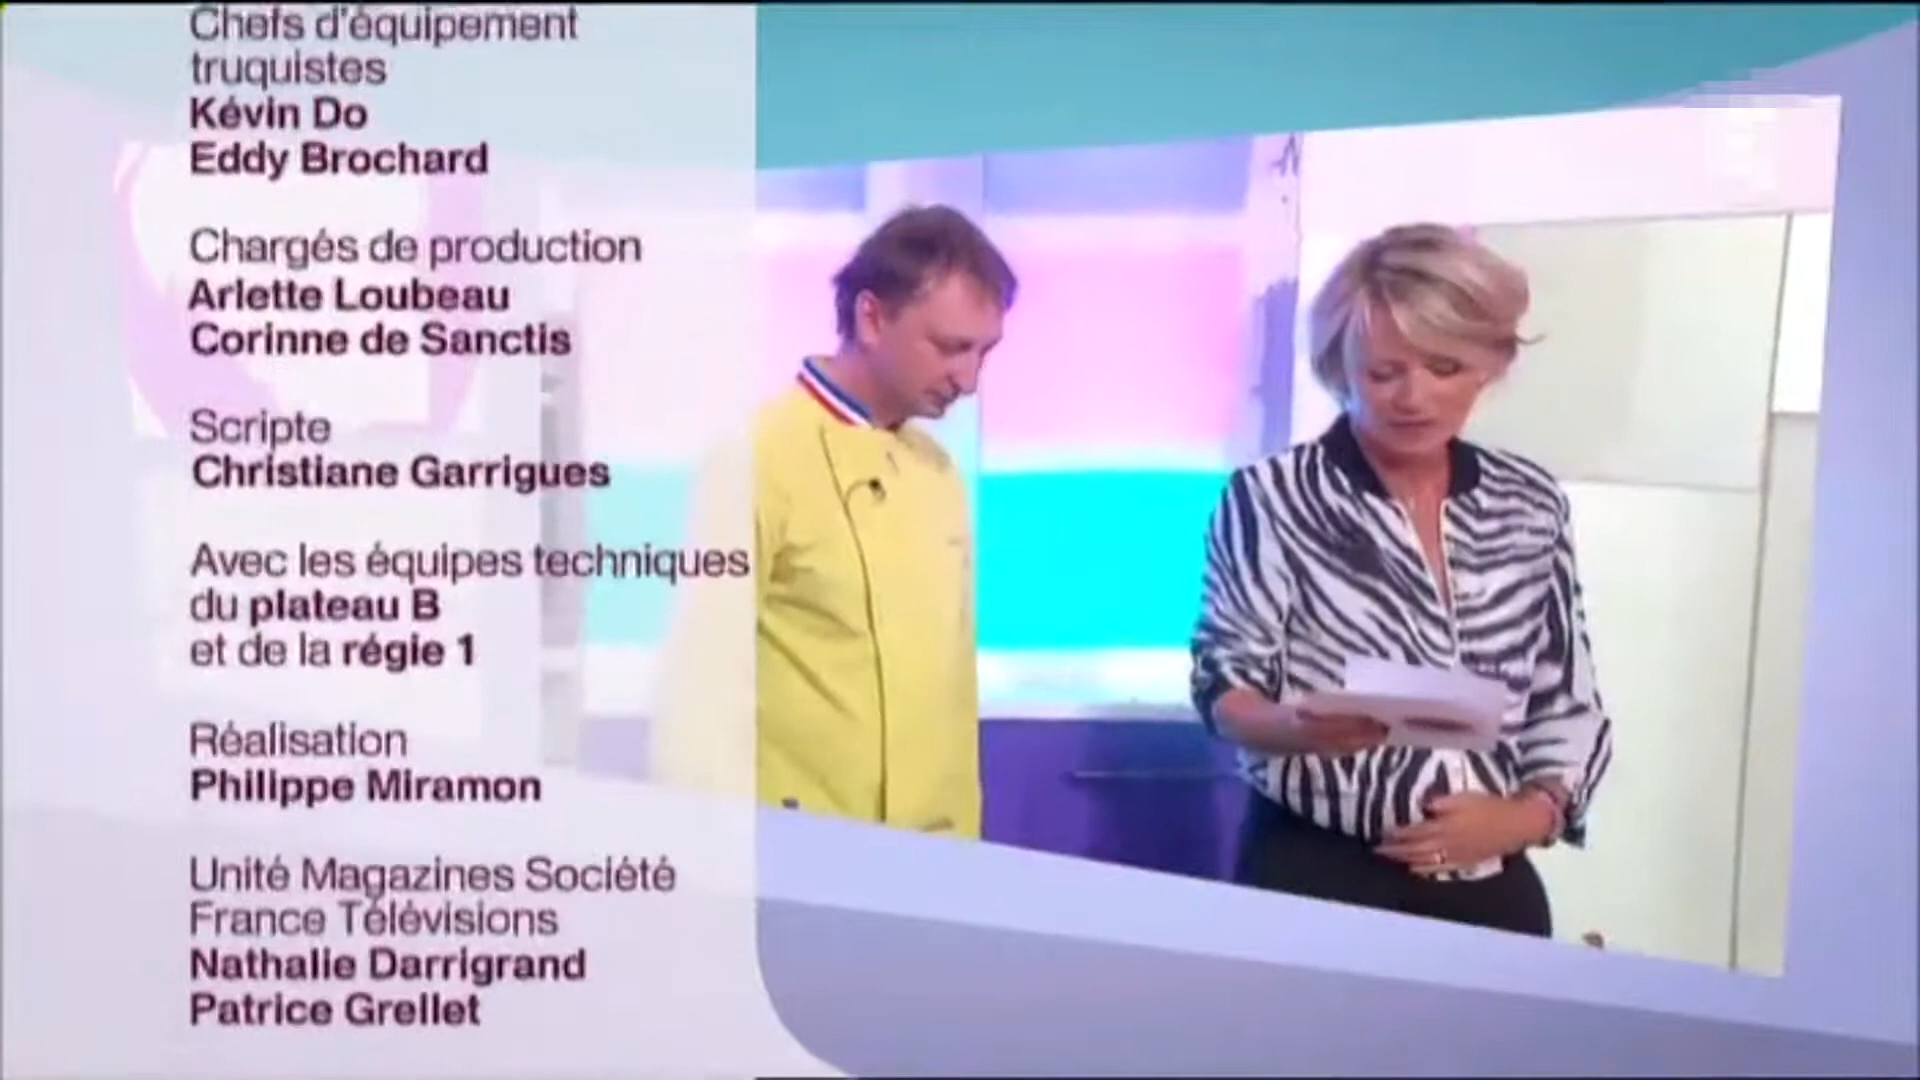 Chefs d'équipement
truquistes
Kévin Do
Eddy Brochard
Chargés de production
Arlette Loubeau
Corinne de Sanctis
Scripte
Christiane Garrigues
Avec les équipes techniques
du plateau B
et de la régie 1
Réalisation
Philippe Miramon
Unité Magazines Société
France Télévisions
Nathalie Darrigrand
Patrice Grellet